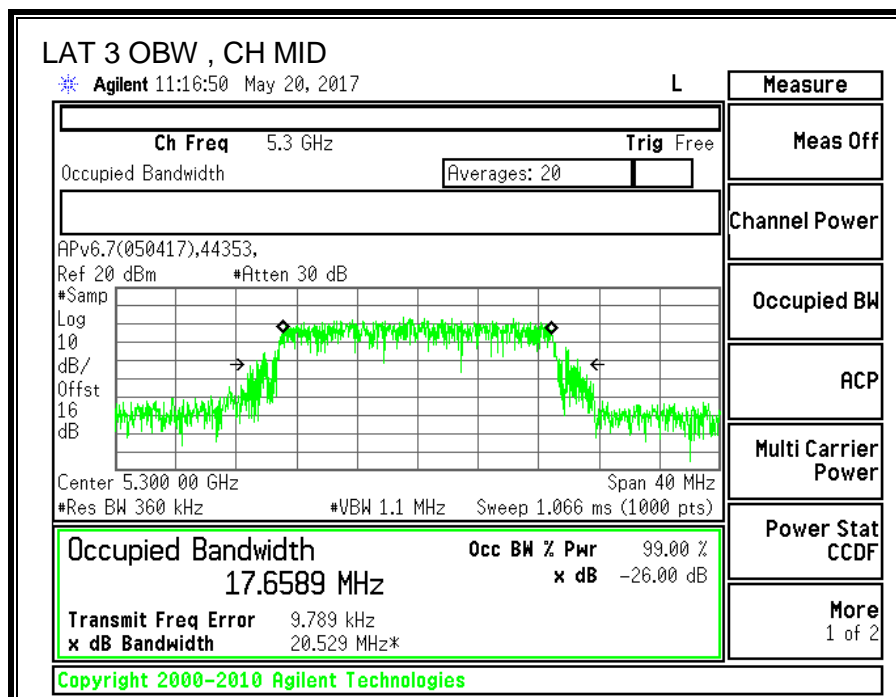 LAT 3 OBW , CH MID
Agilent 11:16:50 May 20, 2017 L
Measure
Ch Freq 5.3 GHz Trig Free
Meas Off
Occupied Bandwidth Averages: 20
Channel Power
APv6.7(050417),44353,
Ref 20 dBm #Atten 30 dB
#Samp
Log
10
dB/
Offst
16
dB
Occupied BW
ACP
Center 5.300 00 GHz Span 40 MHz
#Res BW 360 kHz #VBW 1.1 MHz Sweep 1.066 ms (1000 pts)
Multi Carrier
Power
Occupied Bandwidth Occ BW % Pwr 99.00 %
17.6589 MHz x dB -26.00 dB
Transmit Freq Error 9.789 kHz
x dB Bandwidth 20.529 MHz*
Power Stat
CCDF
More
1 of 2
Copyright 2000-2010 Agilent Technologies